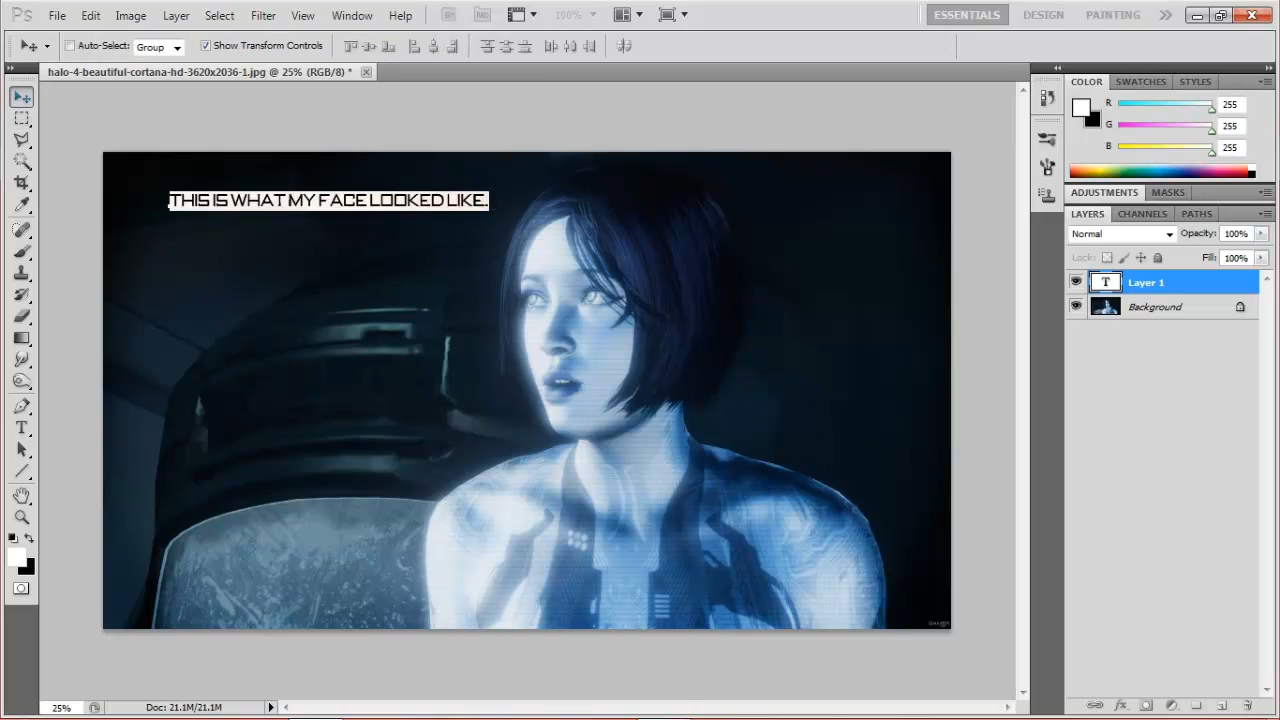 Ps File Edit Image Layer Select Filter View Window Help Br Mb 100% ESSENTIALS DESIGN PAINTING
Auto-Select: Group Show Transform Controls
halo-4-beautiful-cortana-hd-3620x2036-1.jpg @ 25% (RGB/8) *
COLOR SWATCHES STYLES
R 255
G 255
B 255
ADJUSTMENTS MASKS
LAYERS CHANNELS PATHS
Normal Opacity: 100%
Lock: Fill: 100%
T Layer 1
Background
THIS IS WHAT MY FACE LOOKED LIKE.
25% Doc: 21.1M/21.1M